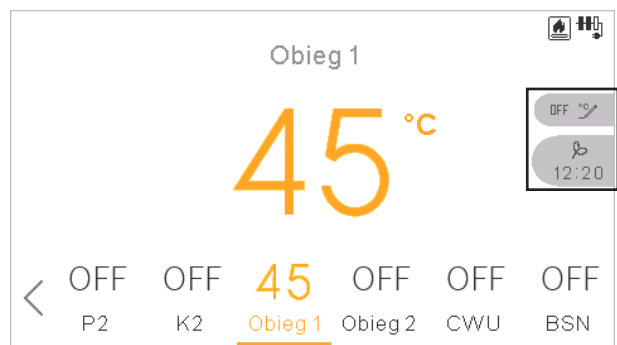 Obieg 1
45 °C
OFF °C
12:20
OFF OFF 45 OFF OFF OFF
P2 K2 Obieg 1 Obieg 2 CWU BSN